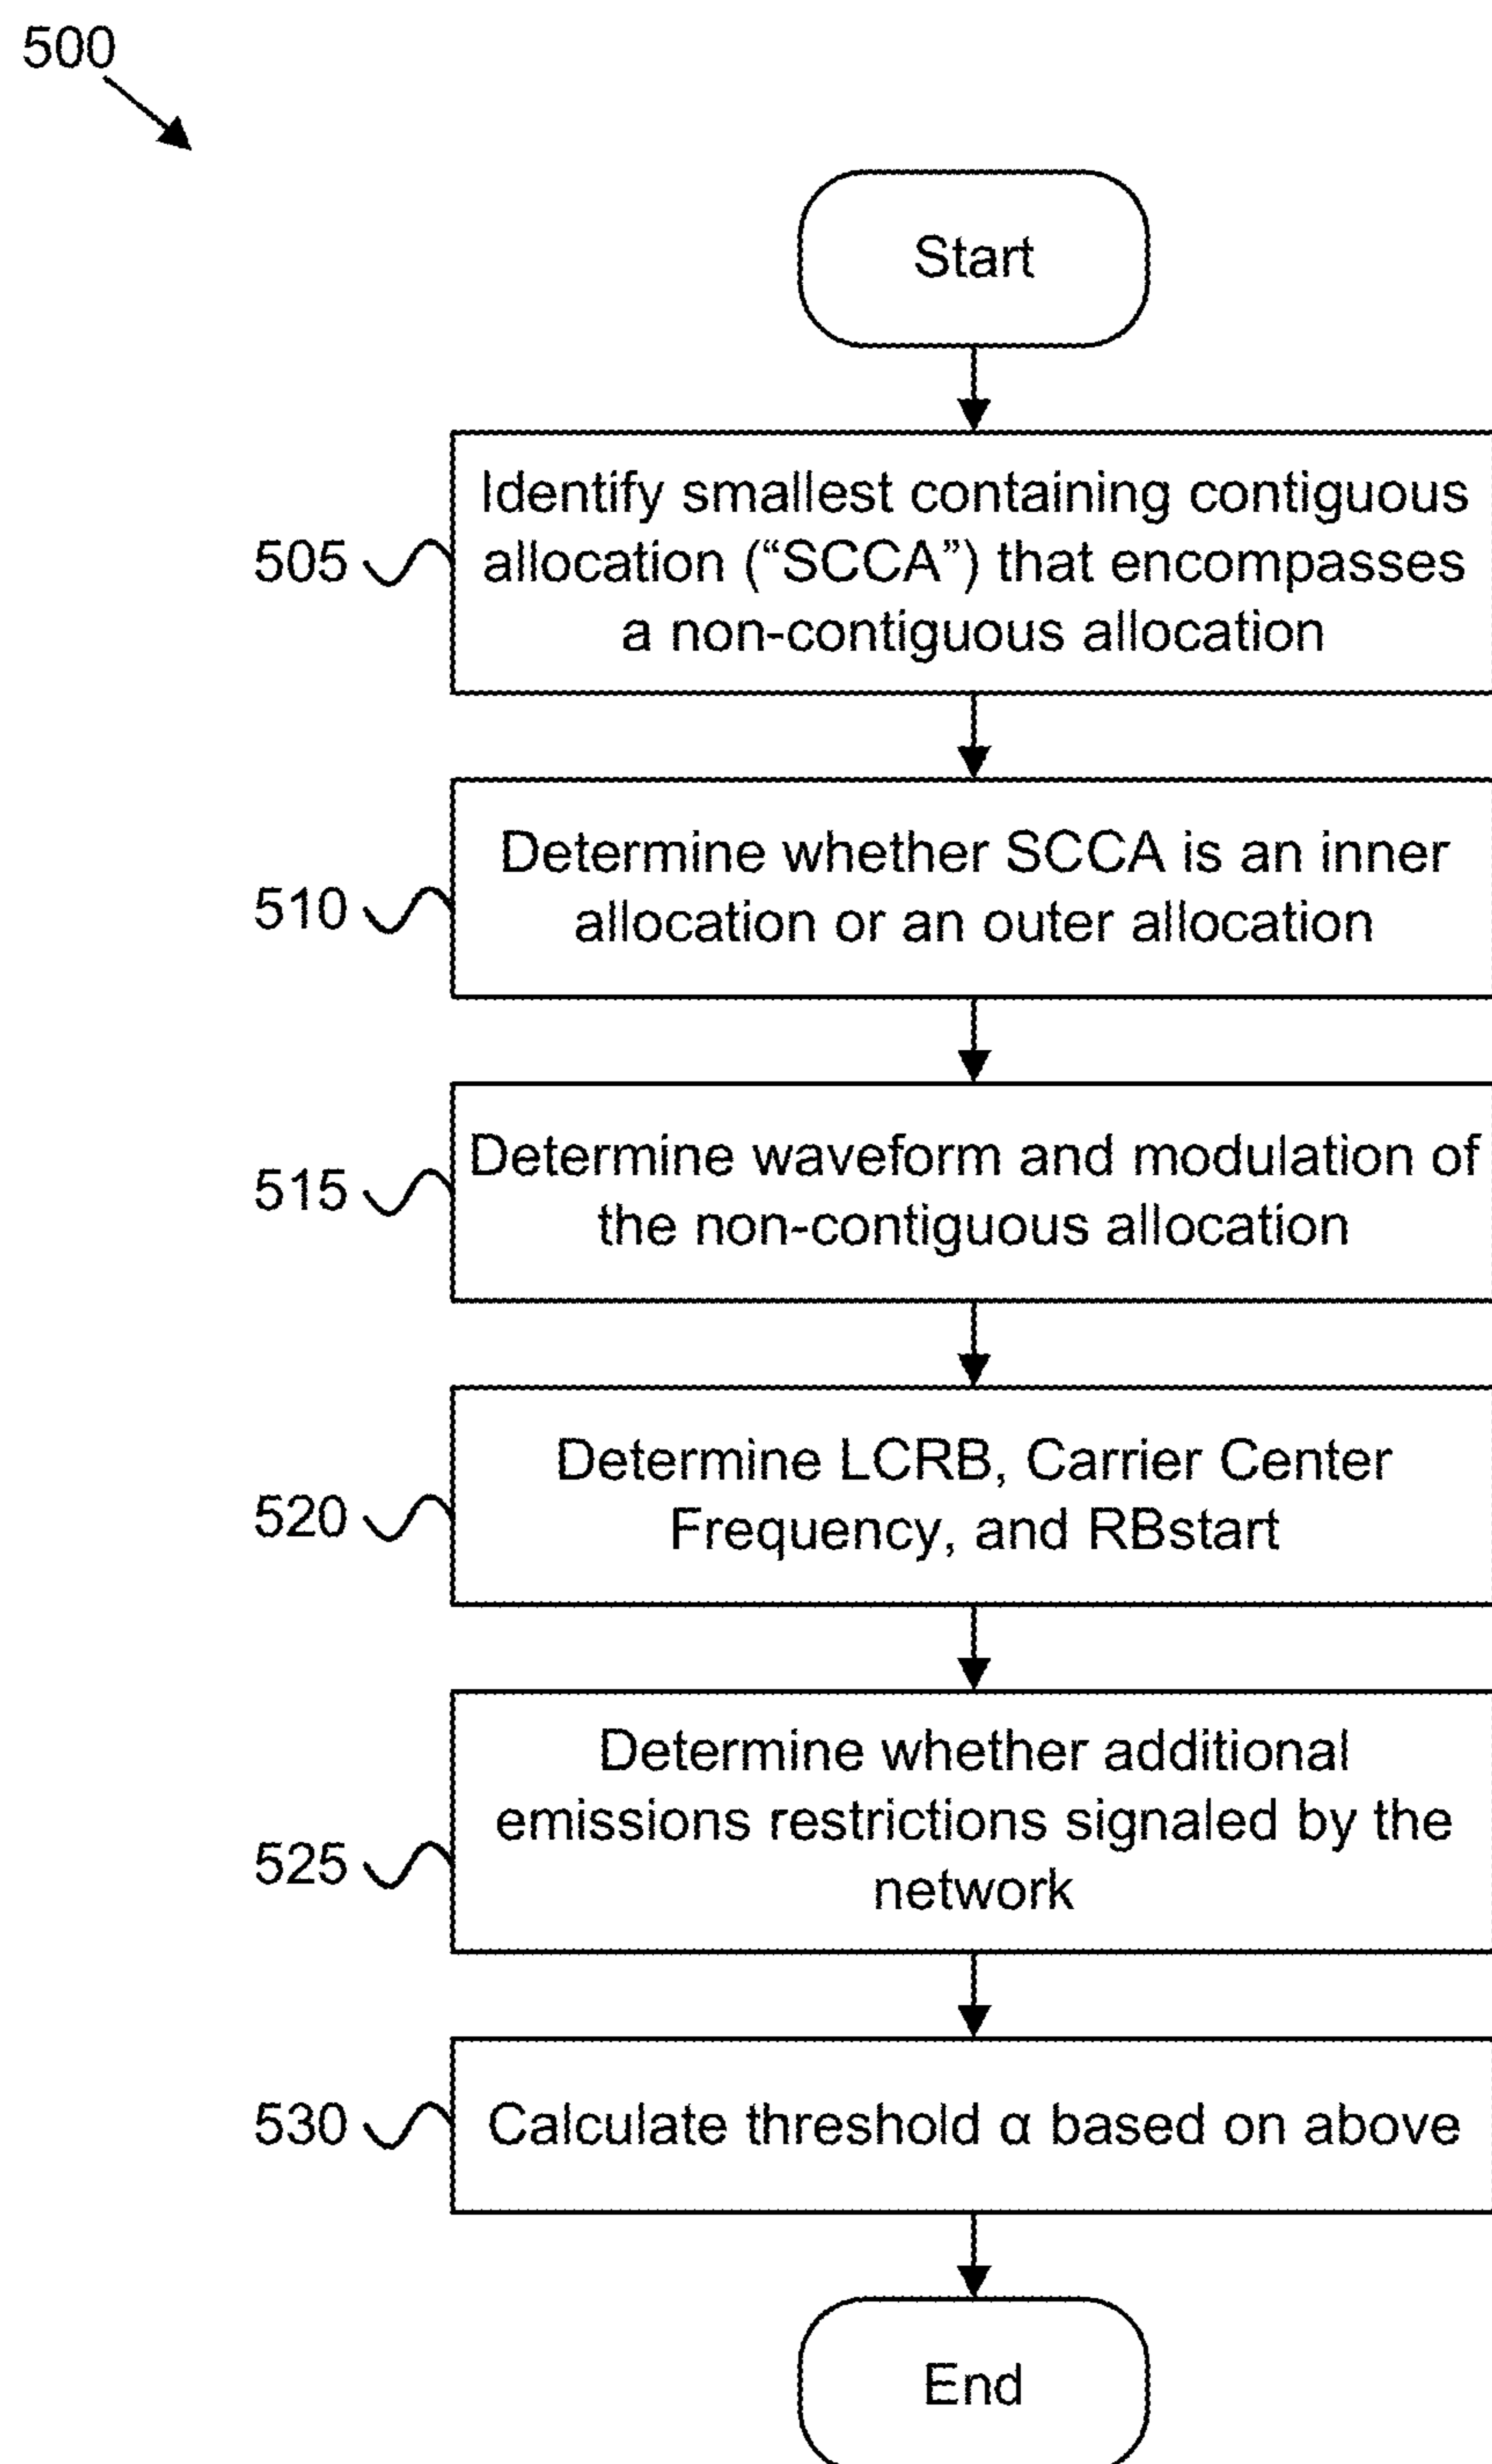 500
Start
505
Identify smallest containing contiguous
allocation (“SCCA”) that encompasses
a non-contiguous allocation
510
Determine whether SCCA is an inner
allocation or an outer allocation
515
Determine waveform and modulation of
the non-contiguous allocation
520
Determine LCRB, Carrier Center
Frequency, and RBstart
525
Determine whether additional
emissions restrictions signaled by the
network
530
Calculate threshold α based on above
End